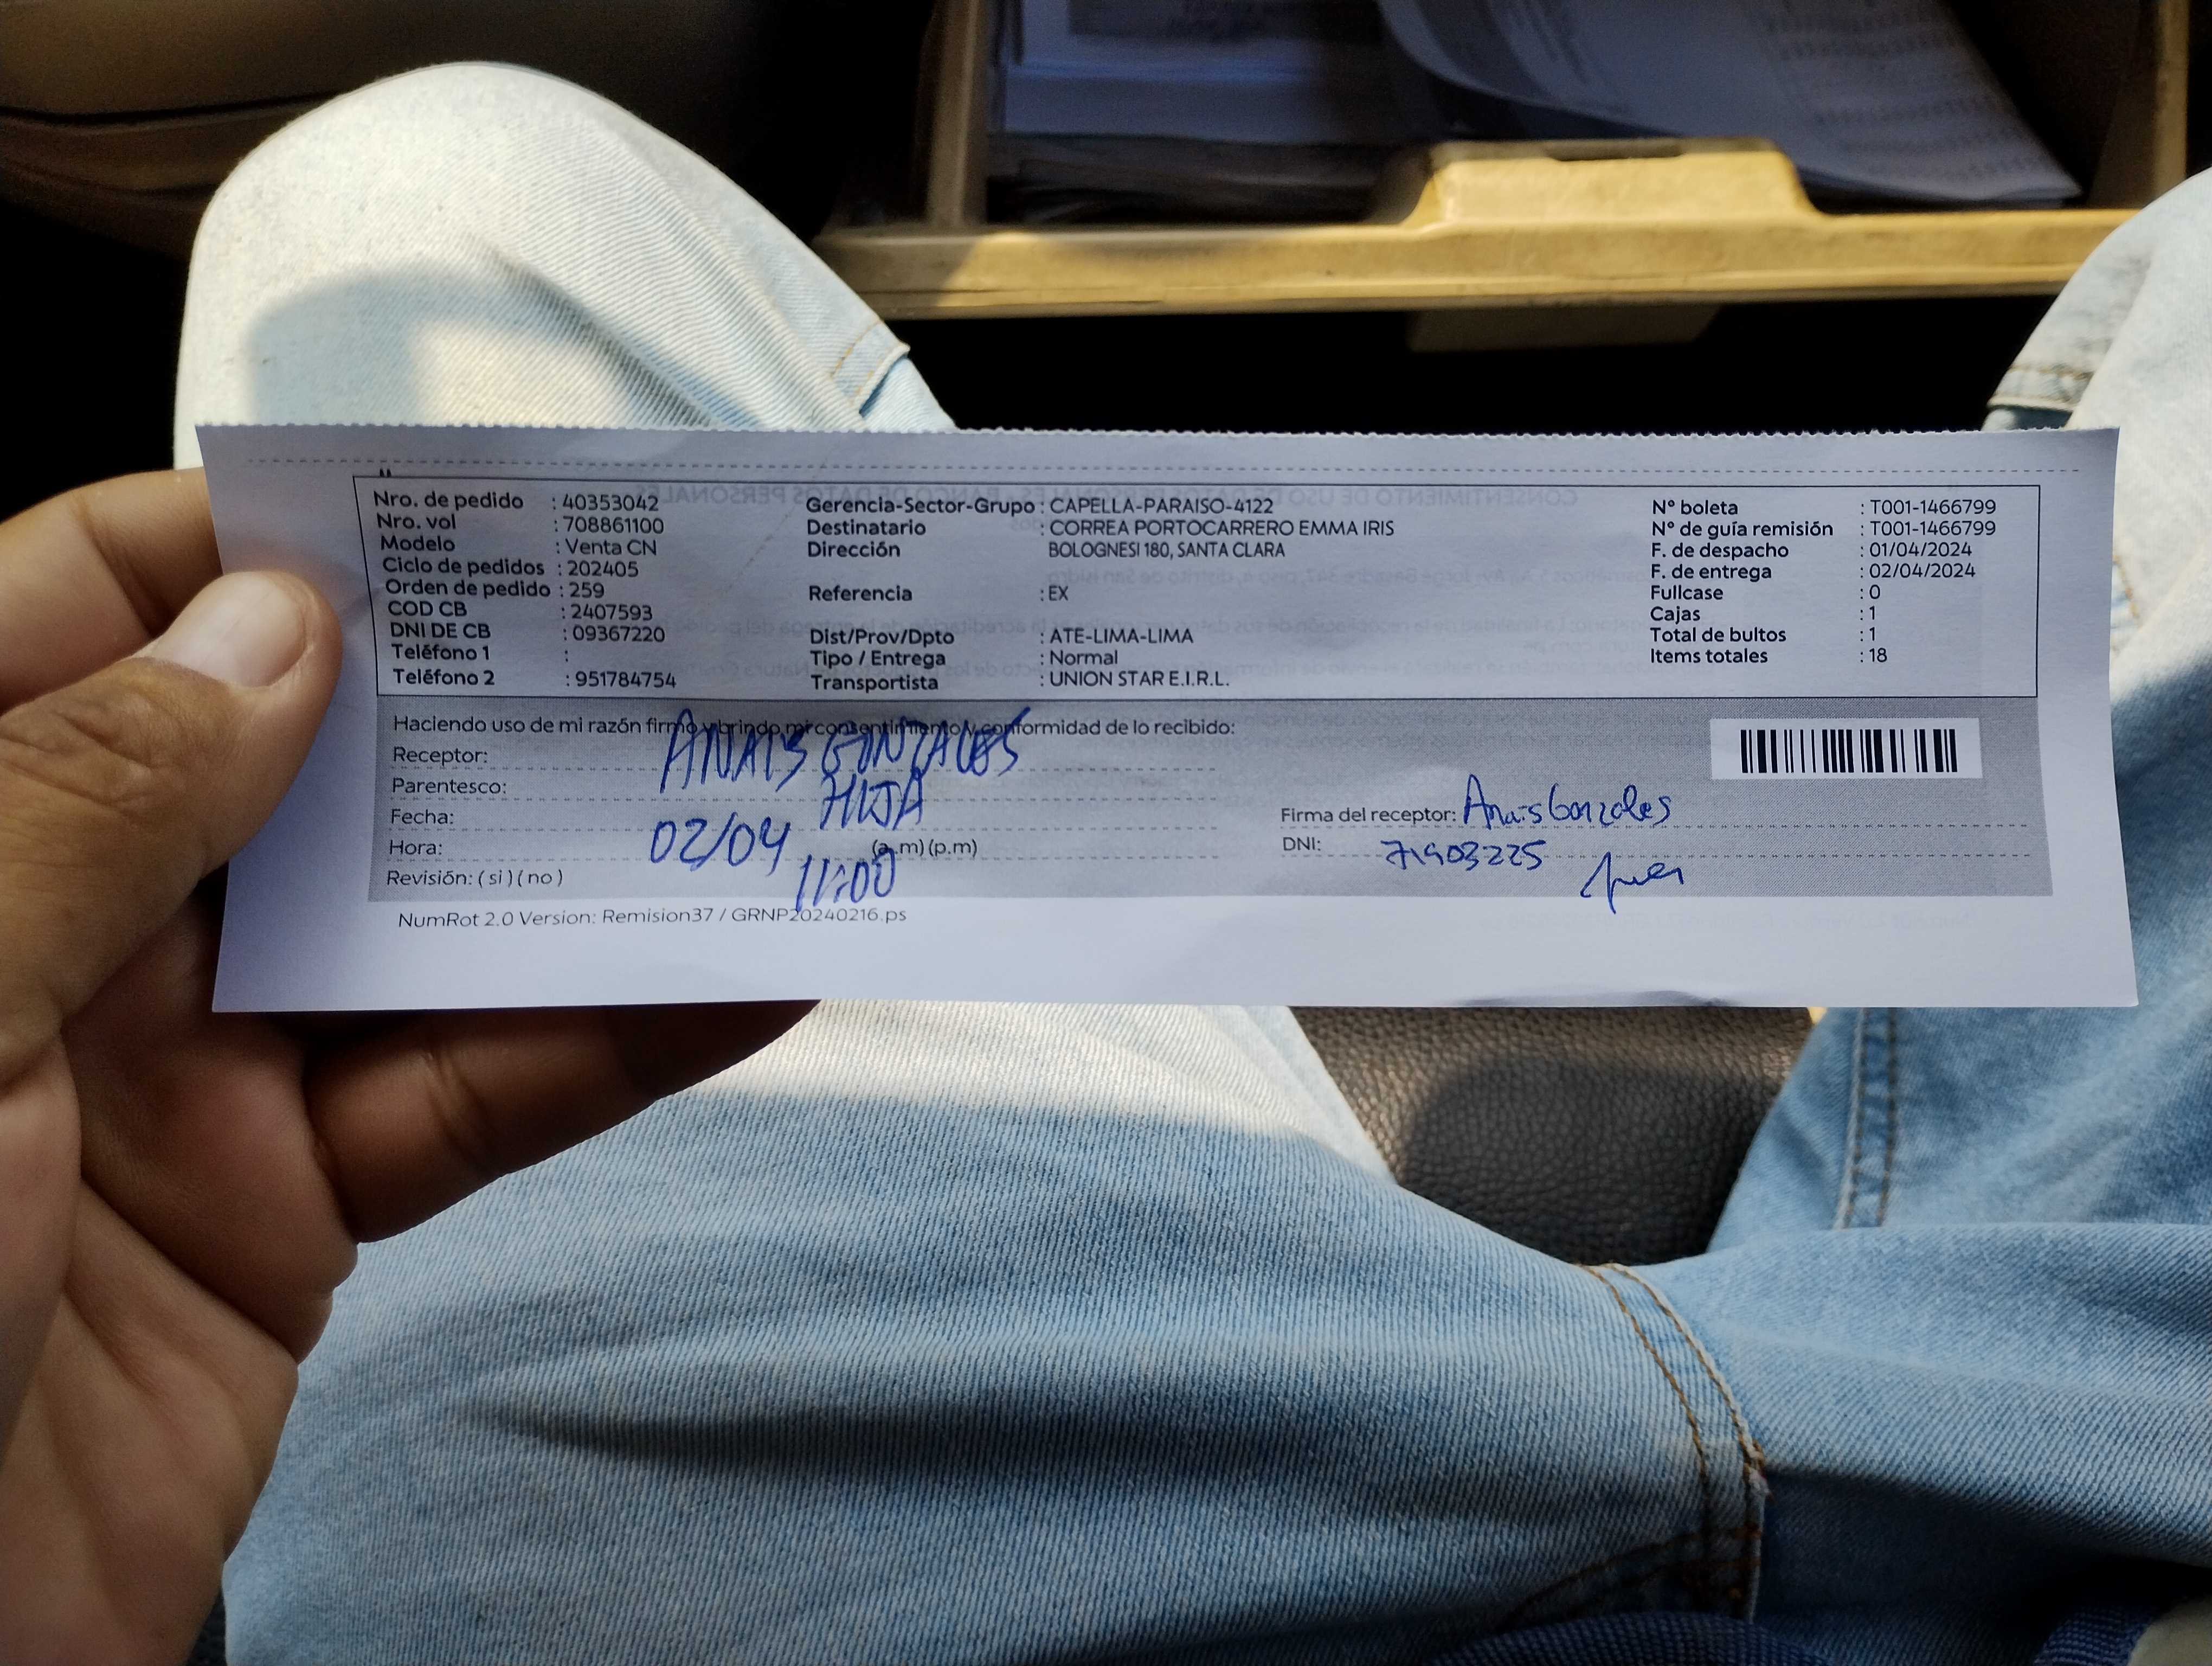 Nro. de pedido : 40353042
Nro. vol : 708861100
Modelo : Venta CN
Ciclo de pedidos : 202405
Orden de pedido : 259
COD CB : 2407593
DNI DE CB : 09367220
Teléfono 1 :
Teléfono 2 : 951784754
Gerencia-Sector-Grupo : CAPELLA-PARAISO-4122
Destinatario : CORREA PORTOCARRERO EMMA IRIS
Dirección BOLOGNESI 180, SANTA CLARA
Referencia : EX
Dist/Prov/Dpto : ATE-LIMA-LIMA
Tipo / Entrega : Normal
Transportista : UNION STAR E.I.R.L.
N° boleta : T001-1466799
N° de guía remisión : T001-1466799
F. de despacho : 01/04/2024
F. de entrega : 02/04/2024
Fullcase : 0
Cajas : 1
Total de bultos : 1
Items totales : 18
Haciendo uso de mi razón firmo y brindo mi consentimiento y conformidad de lo recibido:
Receptor: ANAIS GONZALES
Parentesco: HIJA
Fecha: 02/04
Hora: 11:00 (a.m)(p.m)
Revisión: ( si ) ( no )
Firma del receptor: Anais Gonzales
DNI: 71903225
NumRot 2.0 Version: Remision37 / GRNP20240216.ps